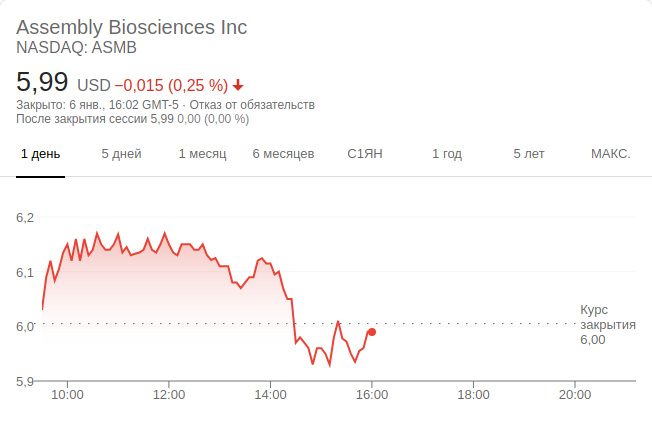 Assembly Biosciences Inc
NASDAQ: ASMB
5,99 USD −0,015 (0,25 %)
Закрыто: 6 янв., 16:02 GMT-5 · Отказ от обязательств
После закрытия сессии 5,99 0,00 (0,00 %)
1 день 5 дней 1 месяц 6 месяцев С1ЯН 1 год 5 лет МАКС.
6,2
6,1
6,0
5,9
Курс
закрытия
6,00
10:00 12:00 14:00 16:00 18:00 20:00